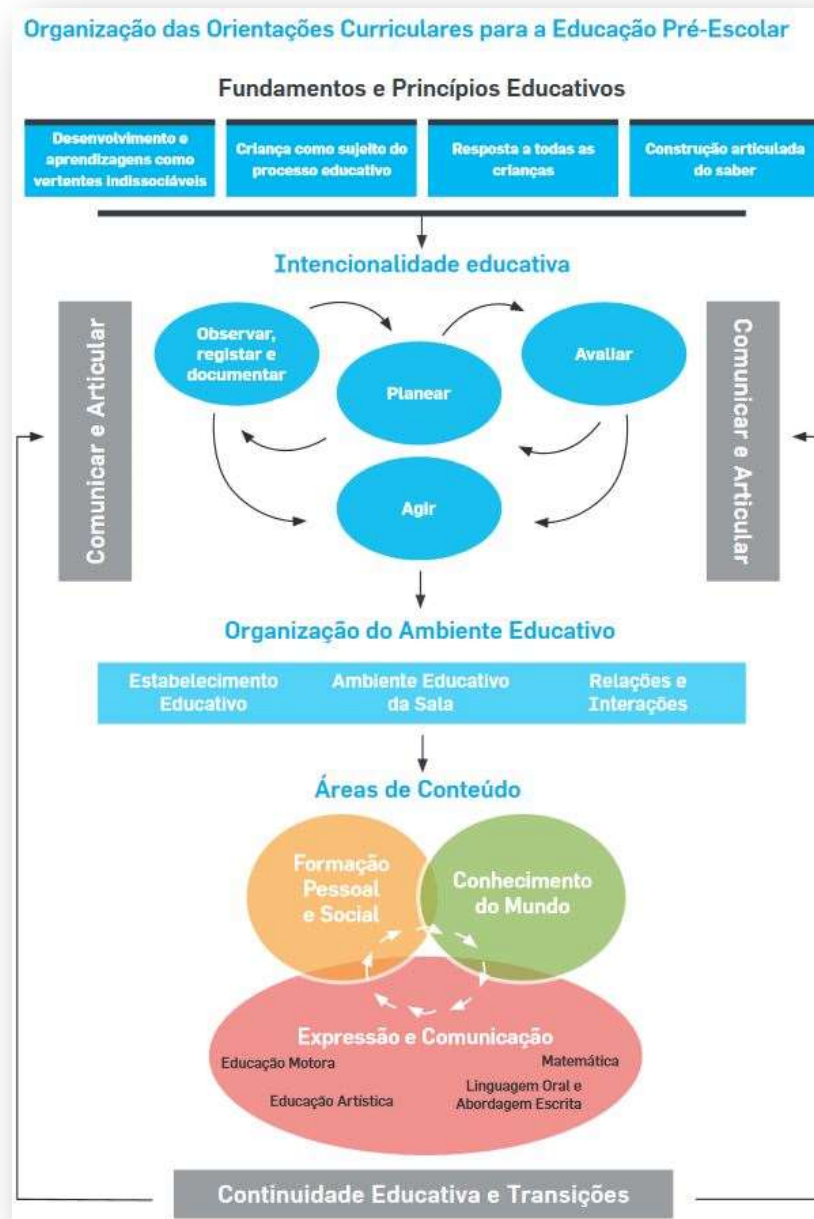 Organização das Orientações Curriculares para a Educação Pré-Escolar
Fundamentos e Princípios Educativos
Desenvolvimento e
aprendizagens como
vertentes indissociáveis
Criança como sujeito do
processo educativo
Resposta a todas as
crianças
Construção articulada
do saber
Intencionalidade educativa
Comunicar e Articular
Observar,
registar e
documentar
Planear
Avaliar
Agir
Comunicar e Articular
Organização do Ambiente Educativo
Estabelecimento
Educativo
Ambiente Educativo
da Sala
Relações e
Interações
Áreas de Conteúdo
Formação
Pessoal
e Social
Conhecimento
do Mundo
Expressão e Comunicação
Educação Motora
Matemática
Educação Artística
Linguagem Oral e
Abordagem Escrita
Continuidade Educativa e Transições